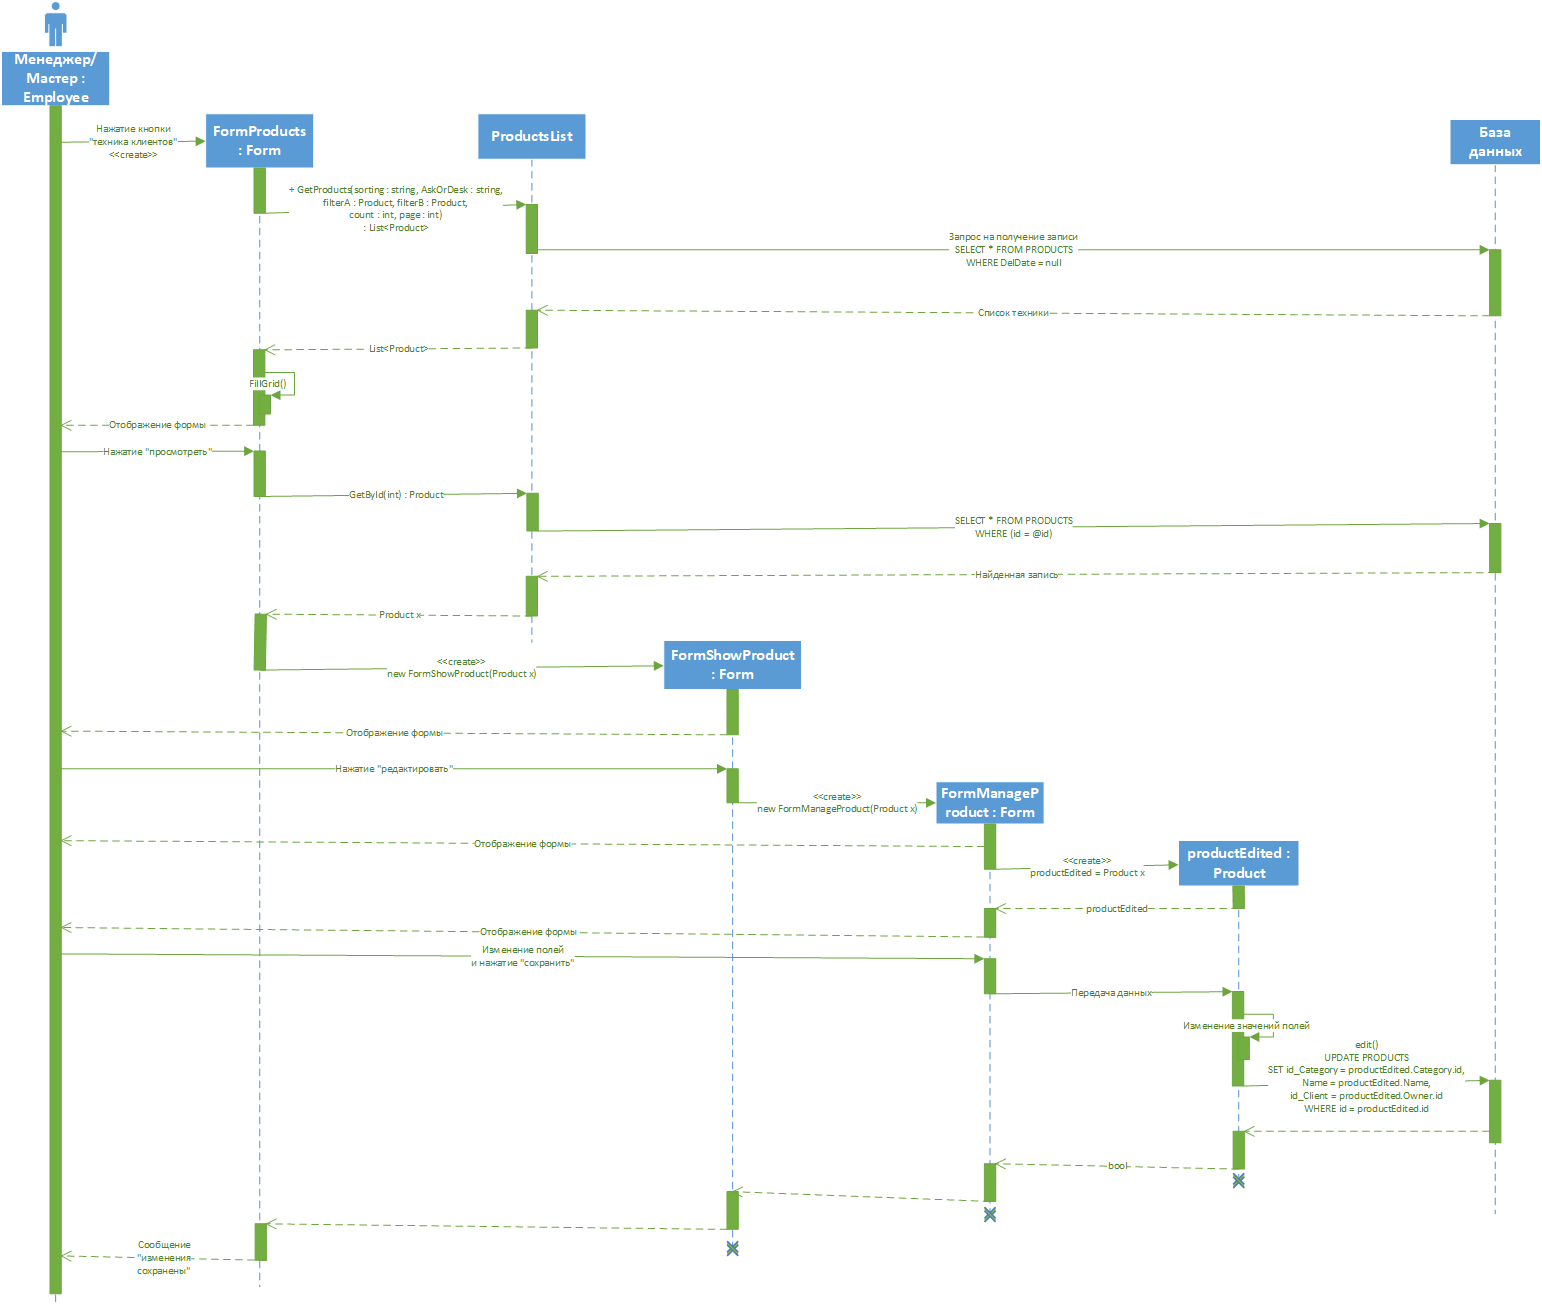 Менеджер/
Мастер :
Employee
FormProducts
: Form
ProductsList
База
данных
Нажатие кнопки
"техника клиентов"
<<create>>
+ GetProducts(sorting : string, AskOrDesk : string,
filterA : Product, filterB : Product,
count : int, page : int)
: List<Product>
Запрос на получение записи
SELECT * FROM PRODUCTS
WHERE DelDate = null
Список техники
List<Product>
FillGrid()
Отображение формы
Нажатие "просмотреть"
GetById(int) : Product
SELECT * FROM PRODUCTS
WHERE (id = @id)
Найденная запись
Product x
<<create>>
new FormShowProduct(Product x)
FormShowProduct
: Form
Отображение формы
Нажатие "редактировать"
<<create>>
new FormManageProduct(Product x)
FormManageP
roduct : Form
Отображение формы
<<create>>
productEdited = Product x
productEdited :
Product
productEdited
Отображение формы
Изменение полей
и нажатие "сохранить"
Передача данных
Изменение значений полей
edit()
UPDATE PRODUCTS
SET id_Category = productEdited.Category.id,
Name = productEdited.Name,
id_Client = productEdited.Owner.id
WHERE id = productEdited.id
bool
Сообщение
"изменения
сохранены"